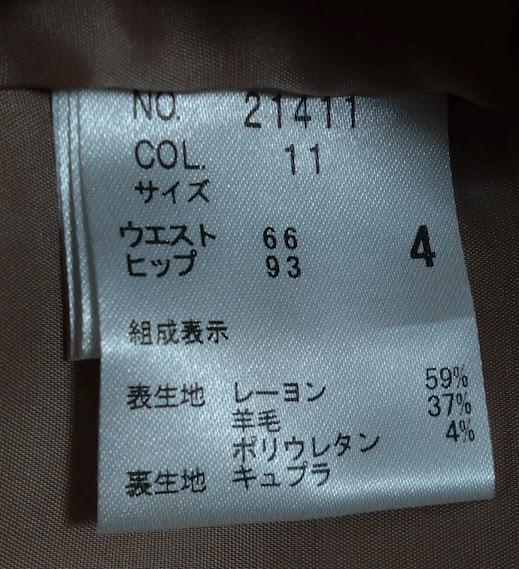 NO. 21411
COL. 11
サイズ
ウエスト 66
ヒップ 93
4
組成表示
表生地 レーヨン 59%
羊毛 37%
ポリウレタン 4%
裏生地 キュプラ